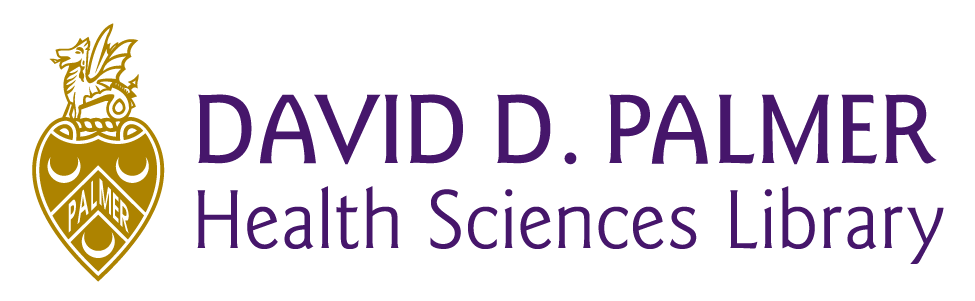 PALMER
DAVID D. PALMER
Health Sciences Library